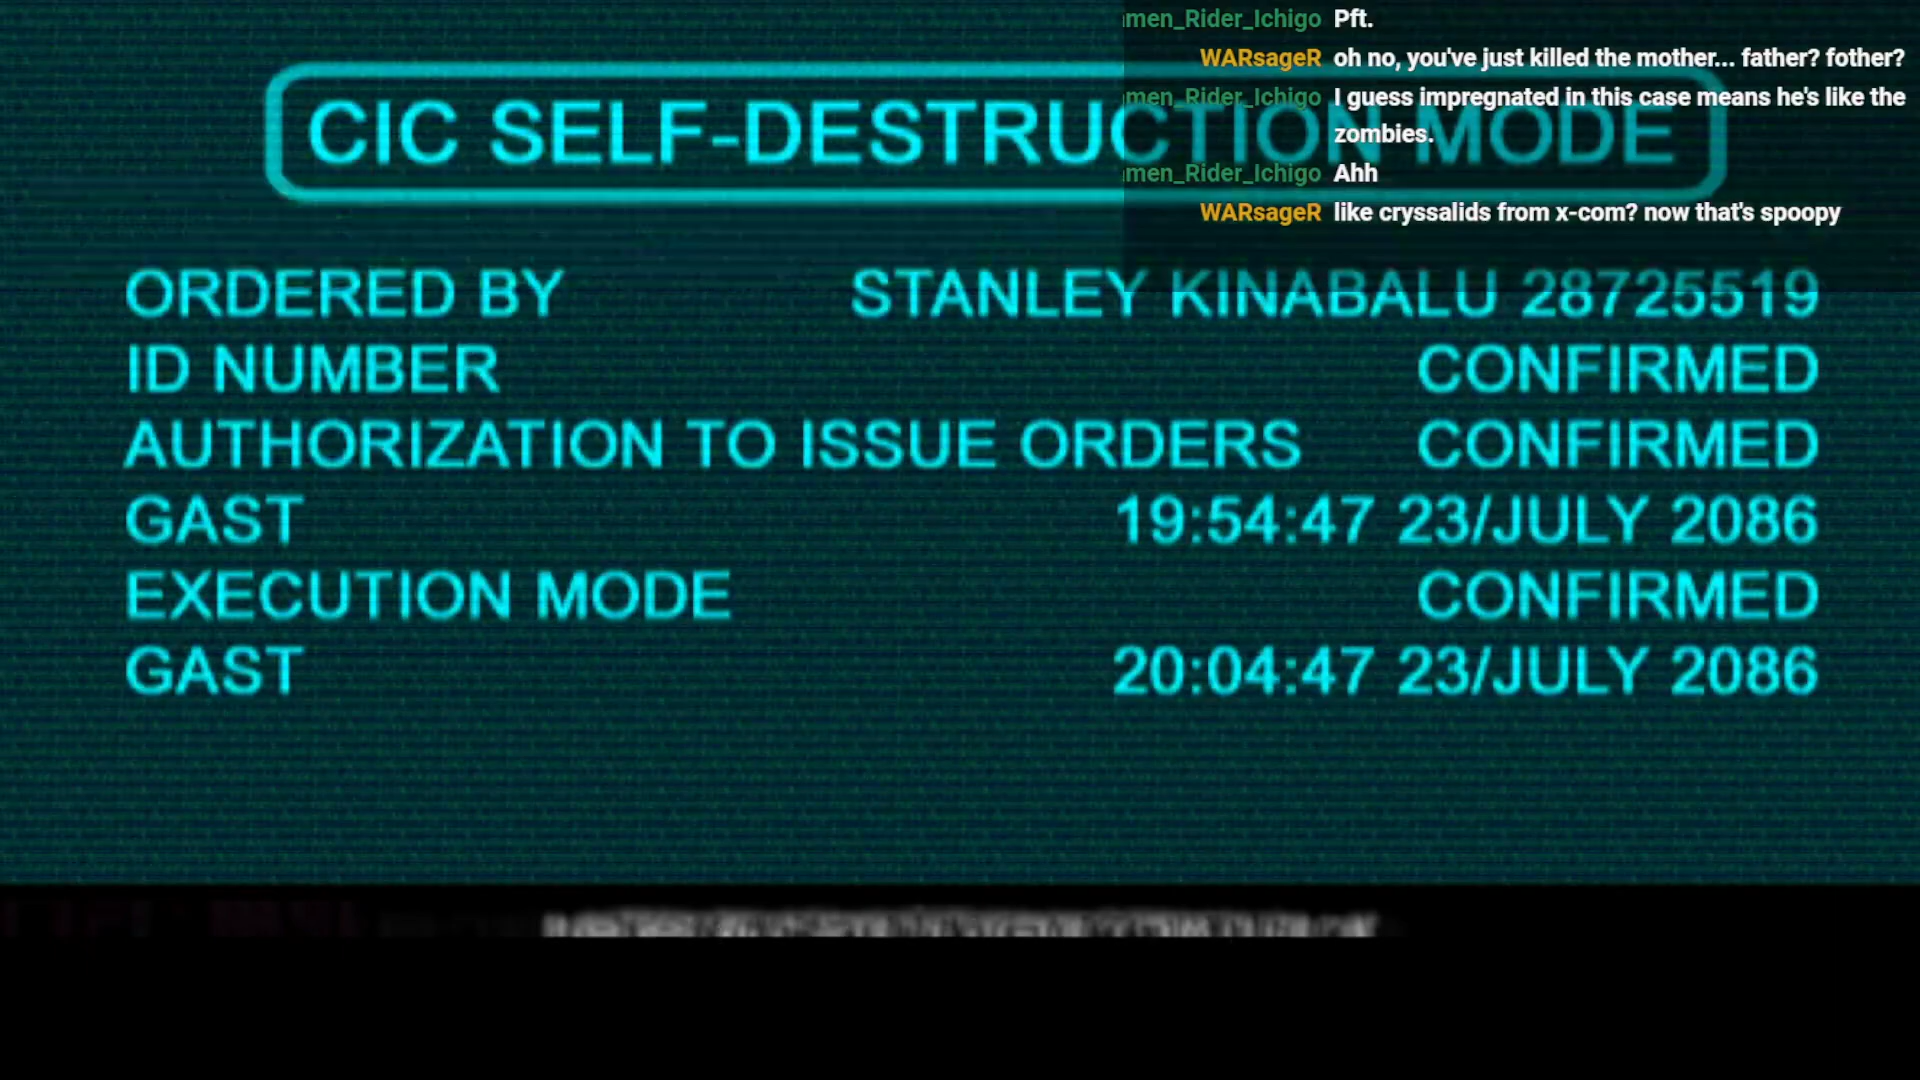 men_Rider_Ichigo Pft.
WARsageR oh no, you've just killed the mother... father? fother?
men_Rider_Ichigo I guess impregnated in this case means he's like the
zombies.
men_Rider_Ichigo Ahh
WARsageR like cryssalids from x-com? now that's spoopy
CIC SELF-DESTRUCTION MODE
ORDERED BY STANLEY KINABALU 28725519
ID NUMBER CONFIRMED
AUTHORIZATION TO ISSUE ORDERS CONFIRMED
GAST 19:54:47 23/JULY 2086
EXECUTION MODE CONFIRMED
GAST 20:04:47 23/JULY 2086